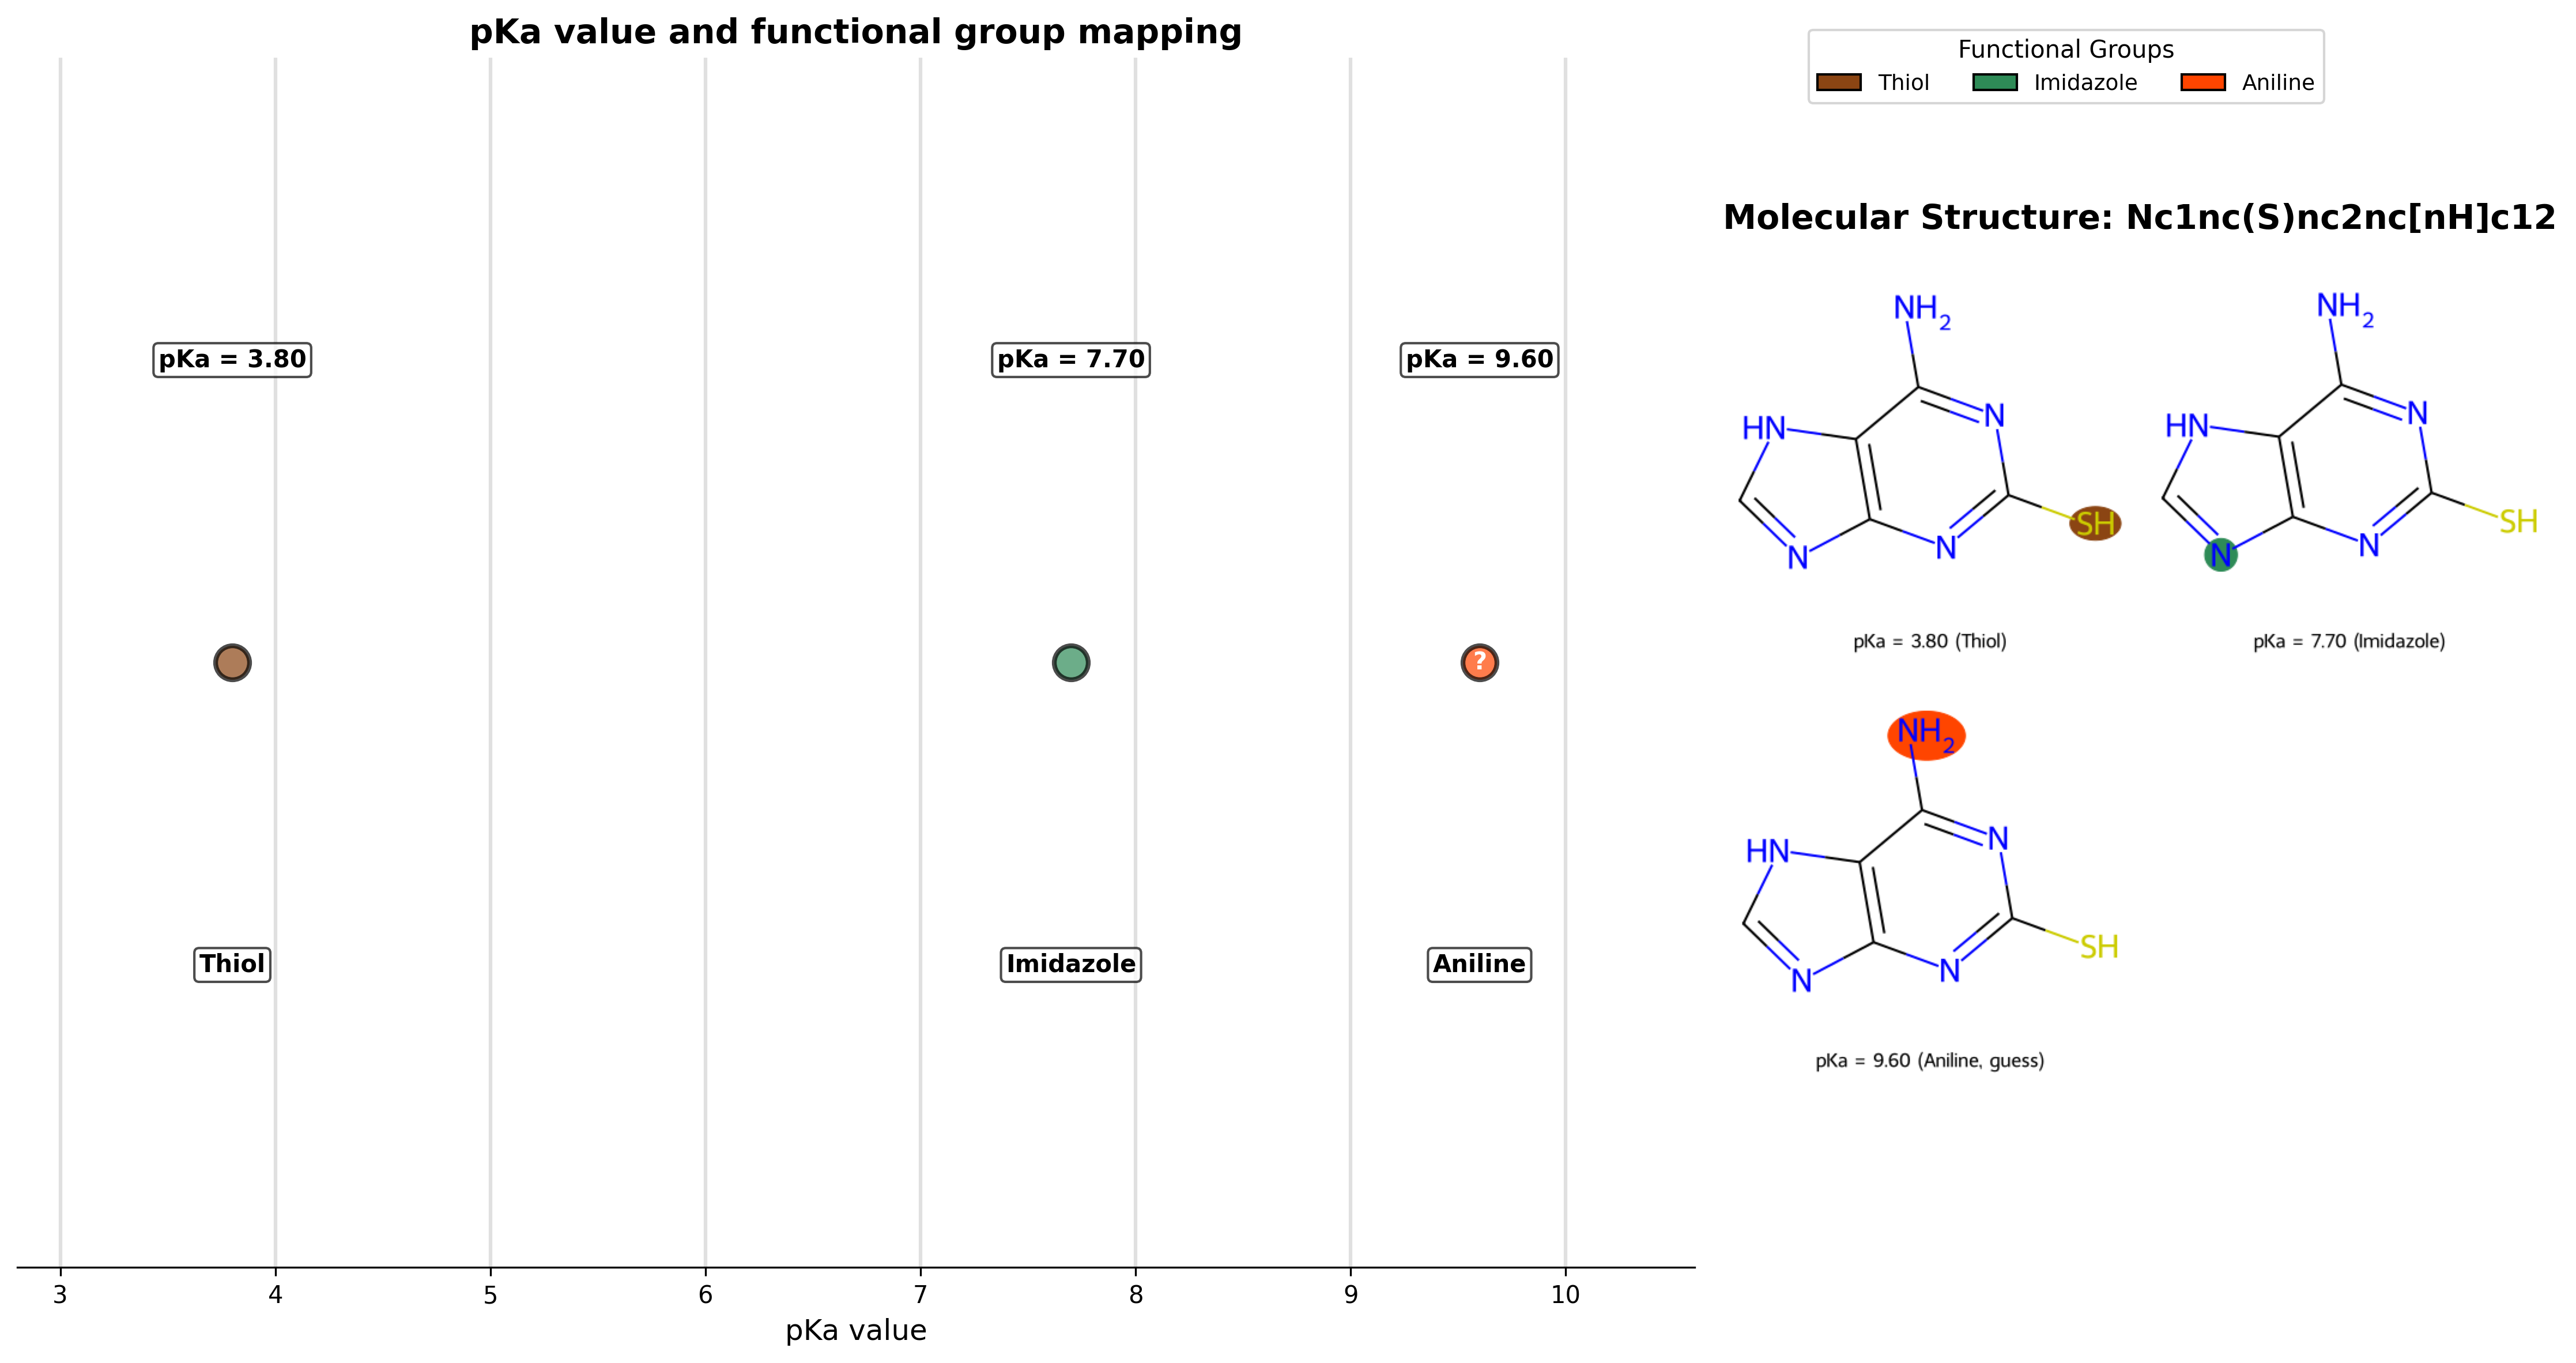 pKa value and functional group mapping
pKa = 3.80
pKa = 7.70
pKa = 9.60
?
Thiol
Imidazole
Aniline
3 4 5 6 7 8 9 10
pKa value
Functional Groups
Thiol Imidazole Aniline
Molecular Structure: Nc1nc(S)nc2nc[nH]c12
NH2
HN
N
SH
N
N
pKa = 3.80 (Thiol)
NH2
HN
N
SH
N
N
pKa = 7.70 (Imidazole)
NH2
HN
N
SH
N
N
pKa = 9.60 (Aniline, guess)